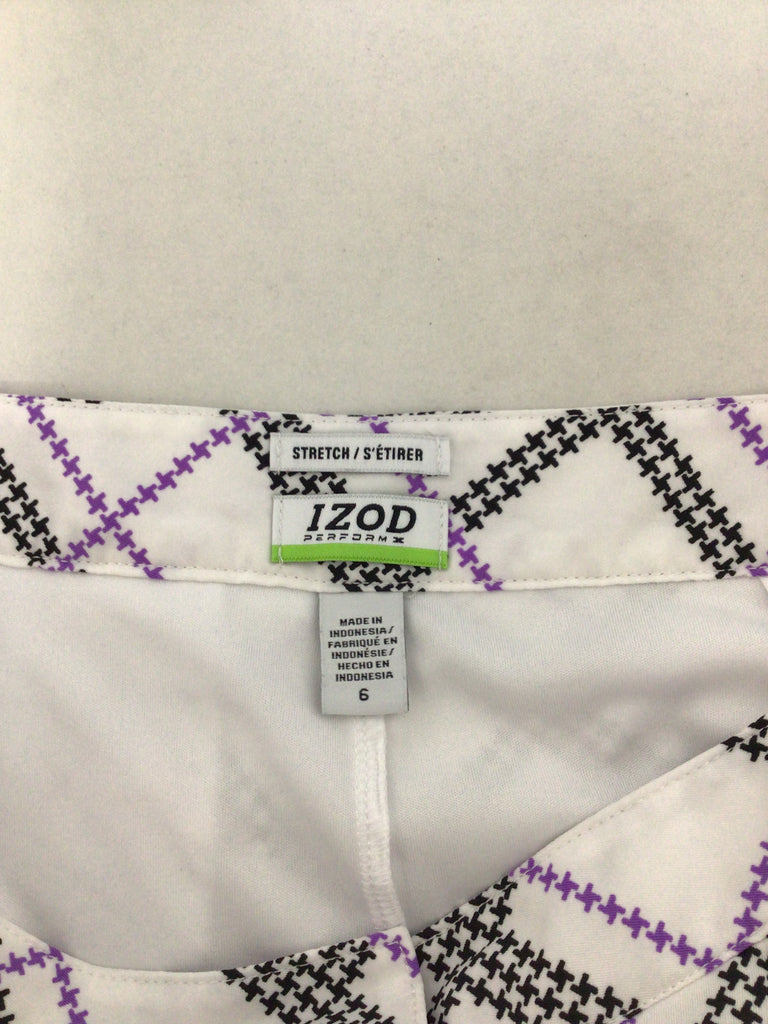 STRETCH / S'ÉTIRER
IZOD
PERFORM X
MADE IN
INDONESIA/
FABRIQUÉ EN
INDONÉSIE/
HECHO EN
INDONESIA
6